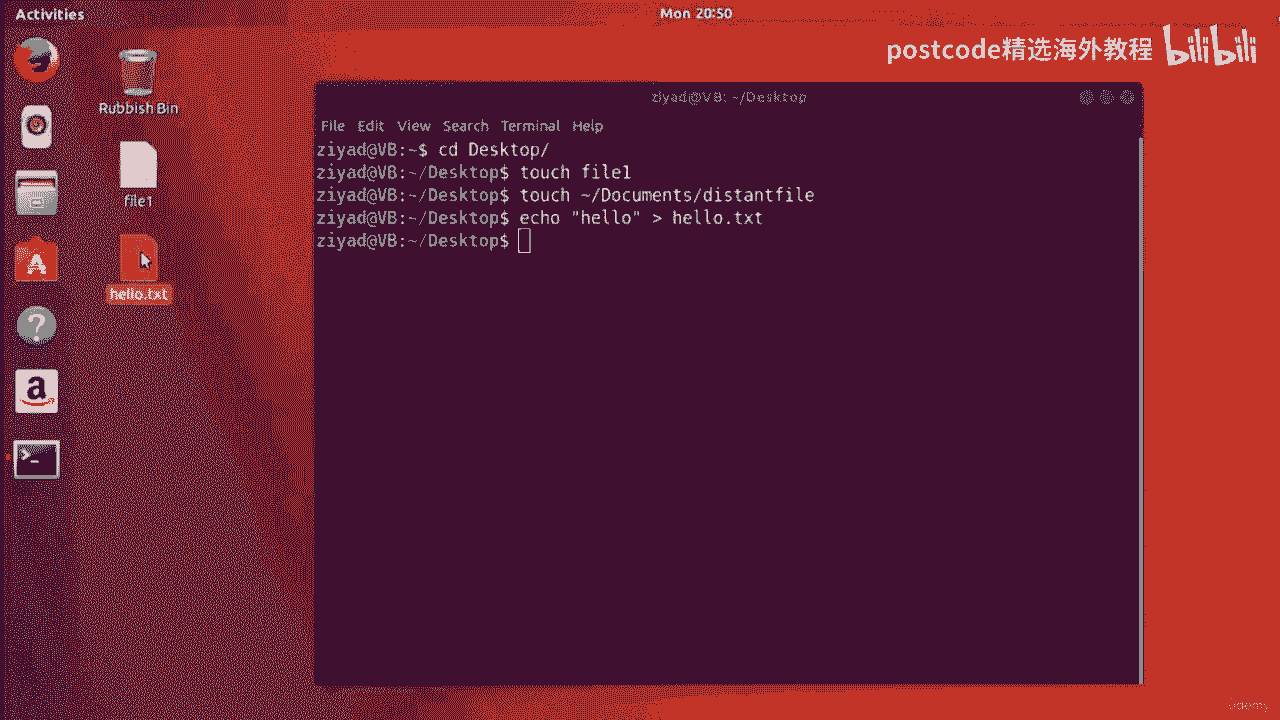 Activities
Mon 20:50
postcode精选海外教程 bilibili
Rubbish Bin
file1
hello.txt
ziyad@VB: ~/Desktop
File Edit View Search Terminal Help
ziyad@VB:~$ cd Desktop/
ziyad@VB:~/Desktop$ touch file1
ziyad@VB:~/Desktop$ touch ~/Documents/distantfile
ziyad@VB:~/Desktop$ echo "hello" > hello.txt
ziyad@VB:~/Desktop$
udemy